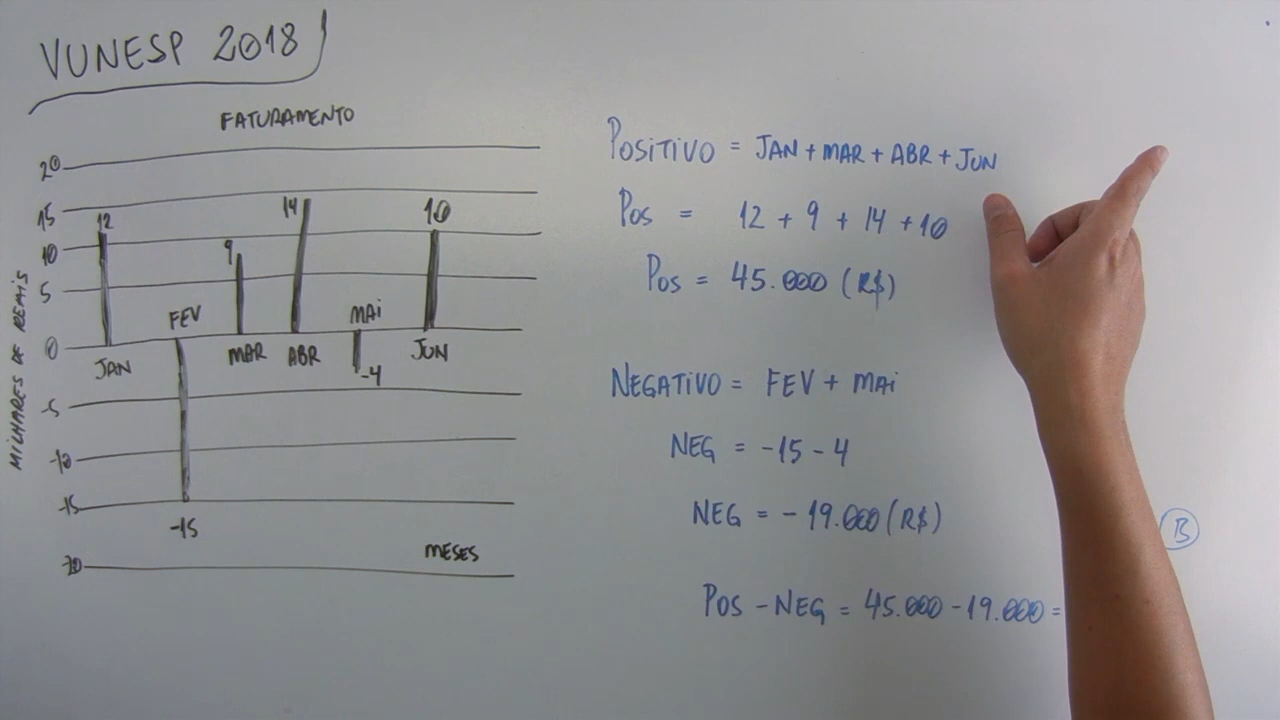 VUNESP 2018
FATURAMENTO
20
15
10
5
0
-5
-10
-15
-20
MILHARES DE REAIS
12
JAN
FEV
-15
9
MAR
14
ABR
MAI
-4
10
JUN
MESES
POSITIVO = JAN + MAR + ABR + JUN
POS = 12 + 9 + 14 + 10
POS = 45.000 (R$)
NEGATIVO = FEV + MAI
NEG = -15 - 4
NEG = - 19.000 (R$)
POS - NEG = 45.000 - 19.000 =
B